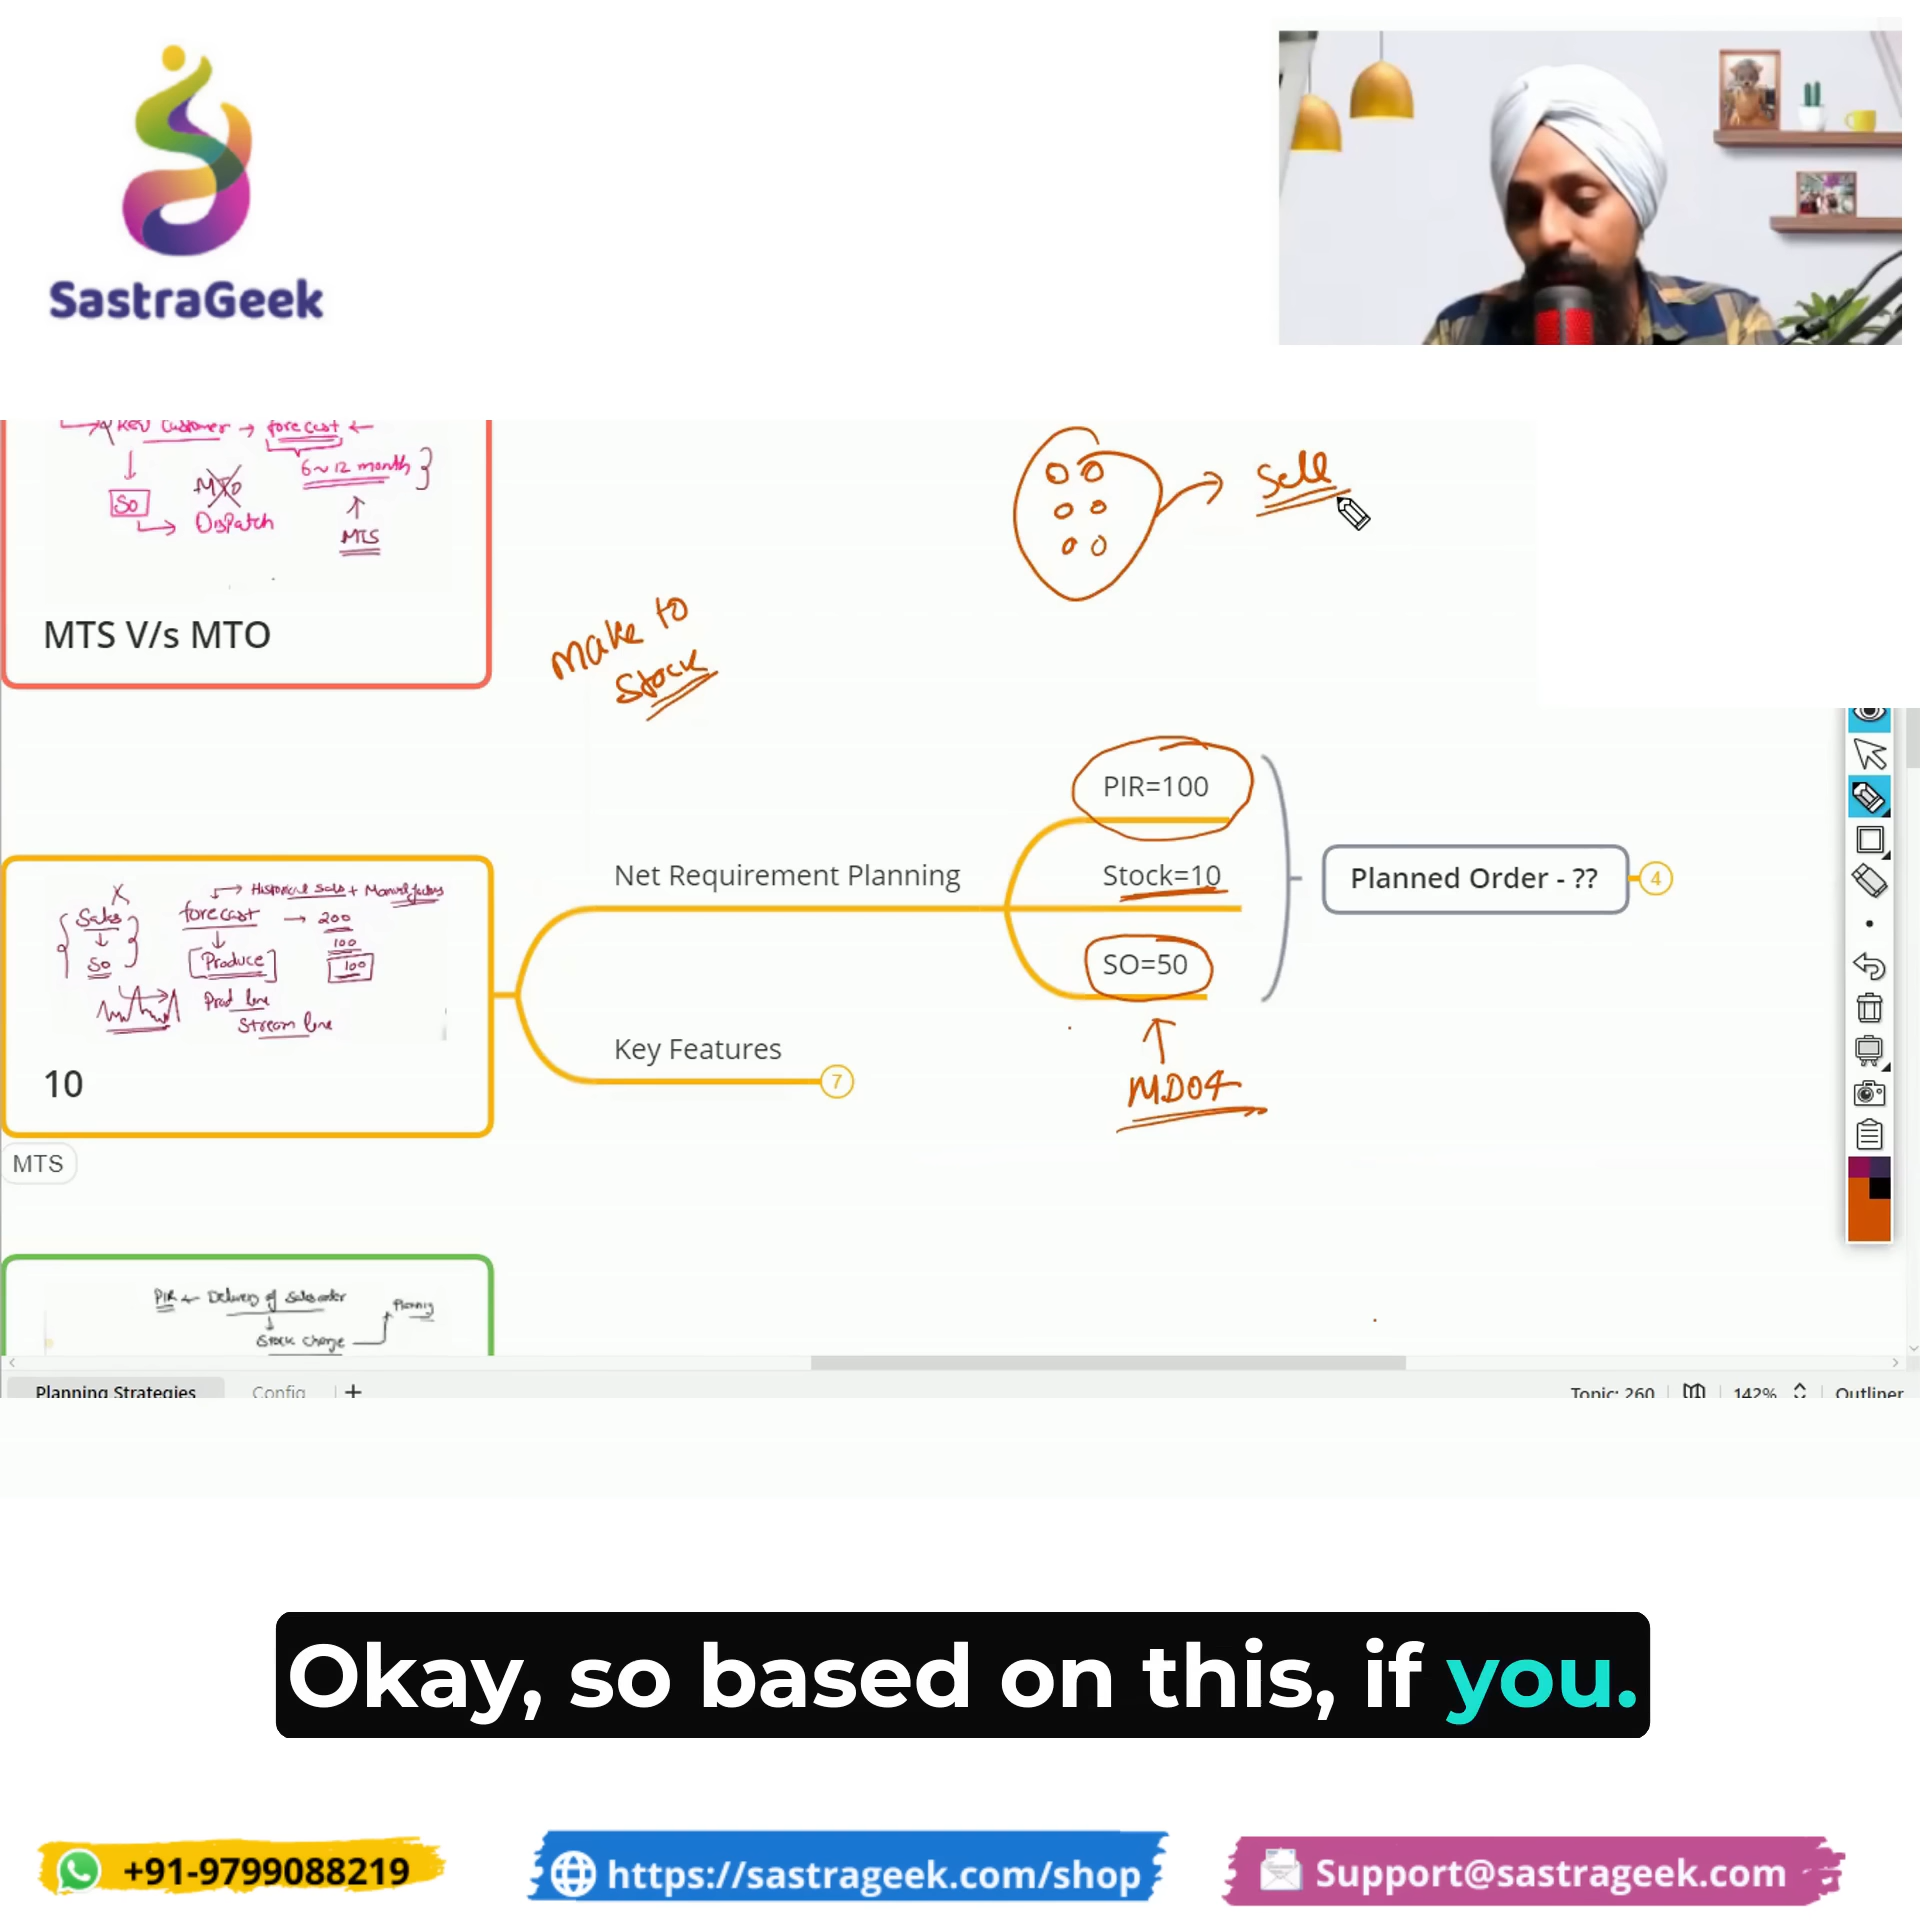 SastraGeek
Key Customer → forecast ←
6~12 month
SO
MTO
Dispatch
MTS
MTS V/s MTO
Sell
make to
stock
PIR=100
Net Requirement Planning
Stock=10
Planned Order - ??
4
SO=50
Key Features
7
MD04
X
Historical Sale + Manual factors
Sales
forecast → 200
100
SO
Produce
100
Prod line
Stream line
10
MTS
PIR ← Delivery of Sales order
Planning
Stock change
Planning Strategies
Config
+
Topic: 260
142%
Outliner
Okay, so based on this, if you.
+91-9799088219
https://sastrageek.com/shop
Support@sastrageek.com